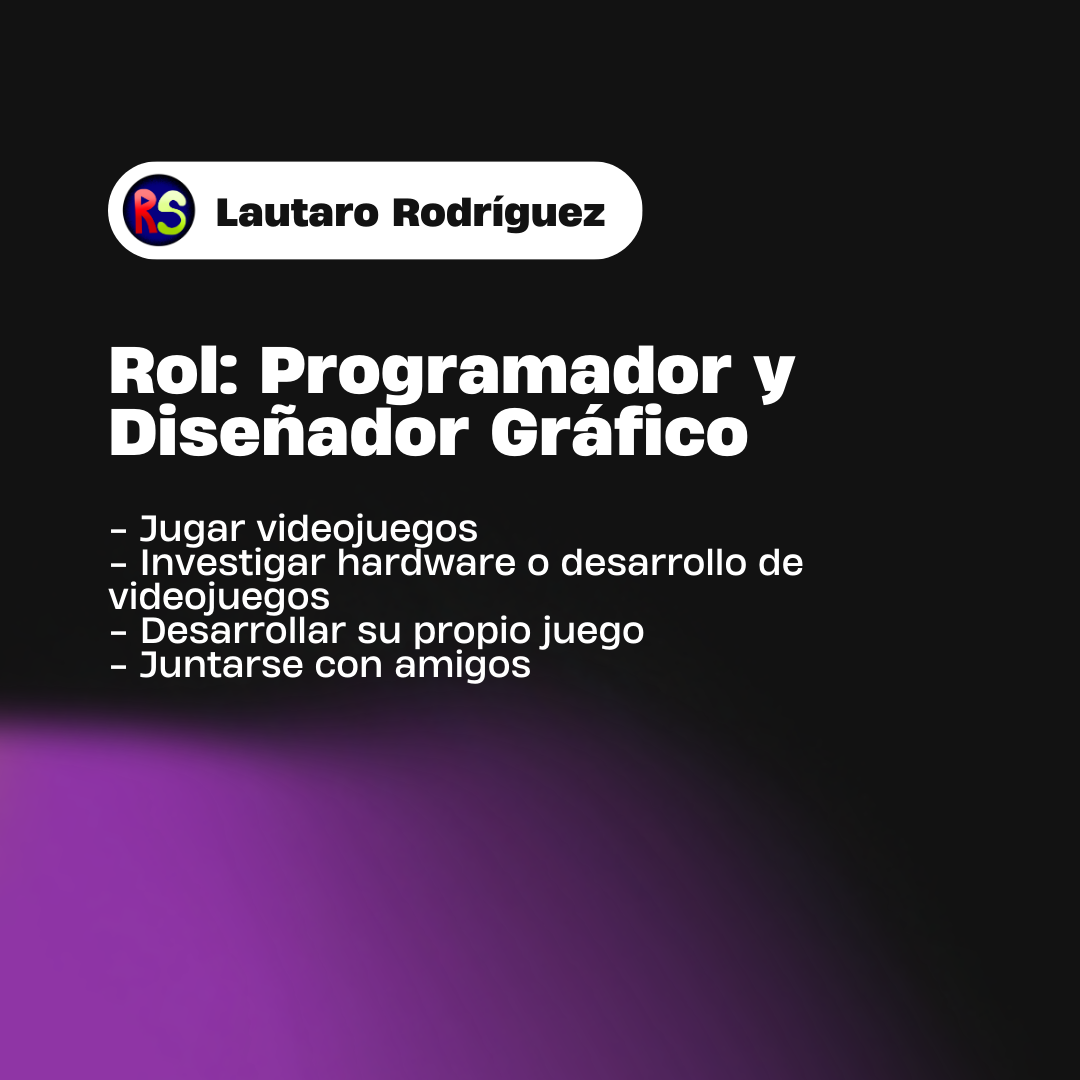 RS
Lautaro Rodríguez
Rol: Programador y
Diseñador Gráfico
- Jugar videojuegos
- Investigar hardware o desarrollo de
videojuegos
- Desarrollar su propio juego
- Juntarse con amigos